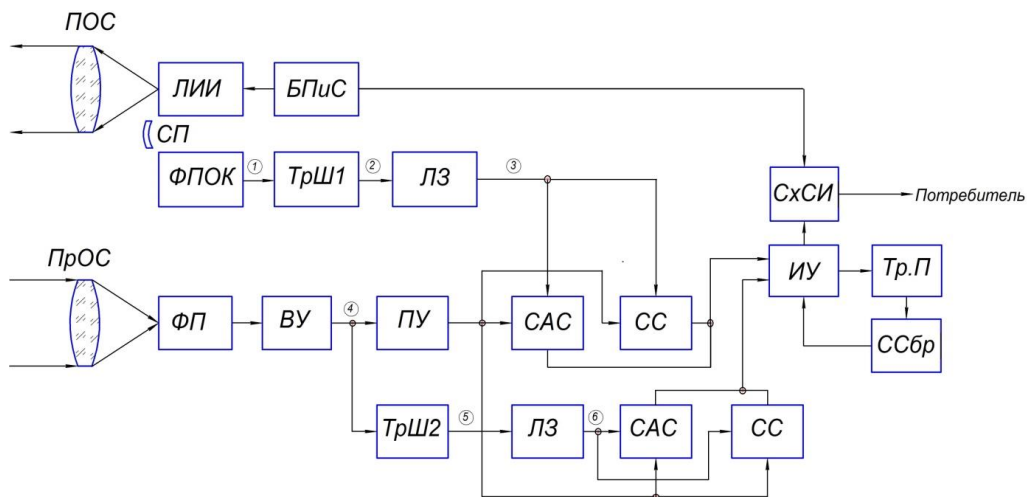 ПОС
ЛИИ
БПиС
СП
ФПОК
1
ТрШ1
2
ЛЗ
3
СхСИ
Потребитель
ПрОС
ФП
ВУ
4
ПУ
САС
СС
ИУ
Тр.П
ССбр
ТрШ2
5
ЛЗ
6
САС
СС